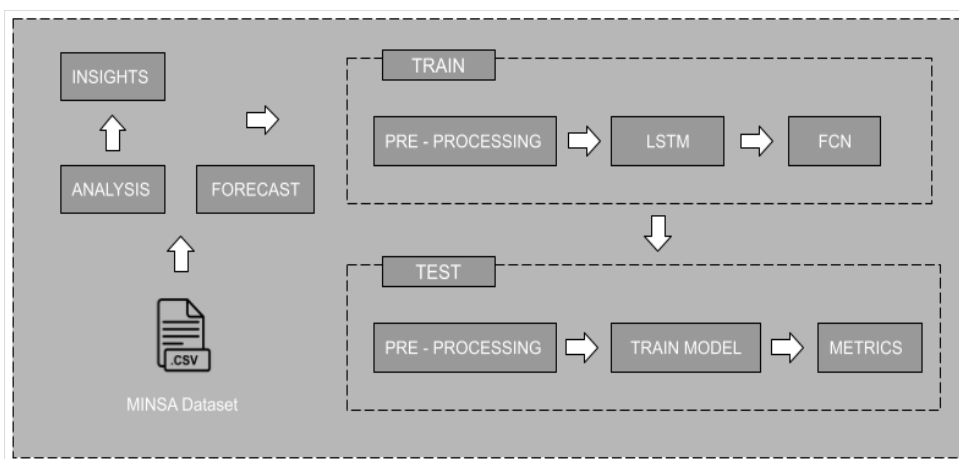 INSIGHTS
ANALYSIS
FORECAST
.CSV
MINSA Dataset
TRAIN
PRE - PROCESSING
LSTM
FCN
TEST
PRE - PROCESSING
TRAIN MODEL
METRICS